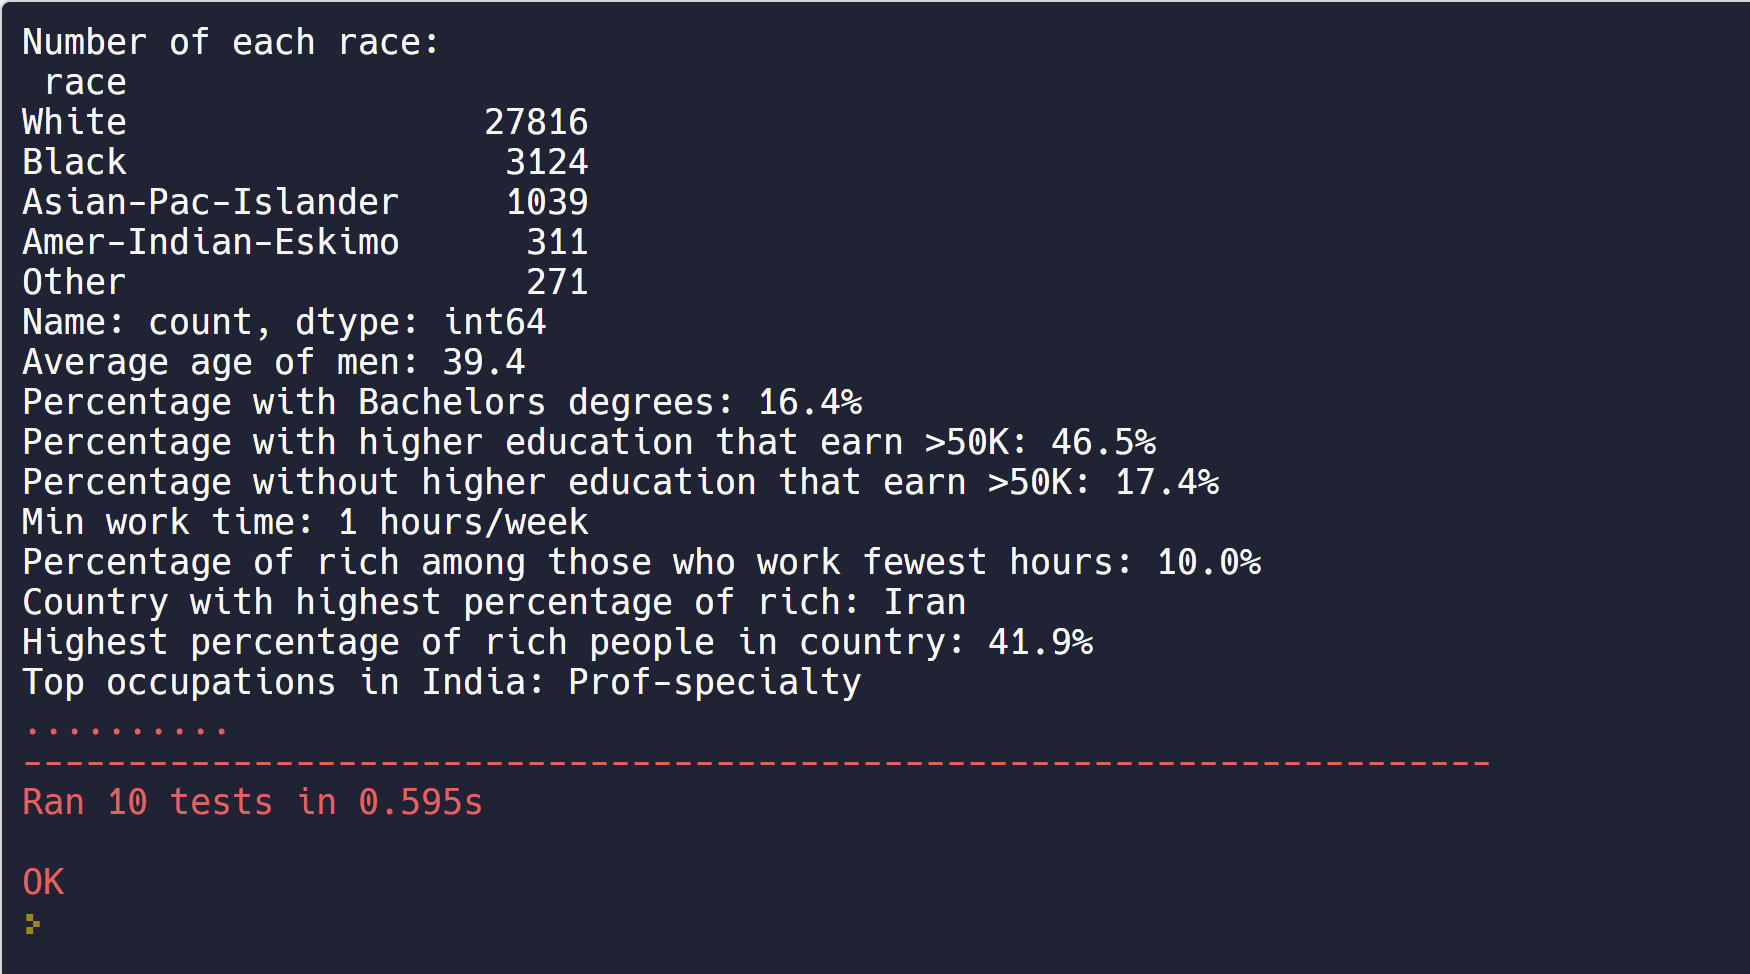 Number of each race:
 race
White                 27816
Black                  3124
Asian-Pac-Islander     1039
Amer-Indian-Eskimo      311
Other                   271
Name: count, dtype: int64
Average age of men: 39.4
Percentage with Bachelors degrees: 16.4%
Percentage with higher education that earn >50K: 46.5%
Percentage without higher education that earn >50K: 17.4%
Min work time: 1 hours/week
Percentage of rich among those who work fewest hours: 10.0%
Country with highest percentage of rich: Iran
Highest percentage of rich people in country: 41.9%
Top occupations in India: Prof-specialty
..........
----------------------------------------------------------------------
Ran 10 tests in 0.595s

OK
>